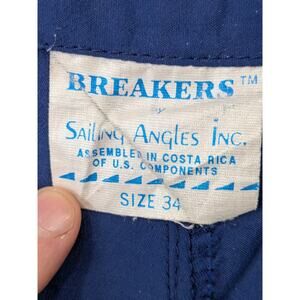 BREAKERS™
by
SAILING ANGLES INC.
ASSEMBLED IN COSTA RICA
OF U.S. COMPONENTS
SIZE 34